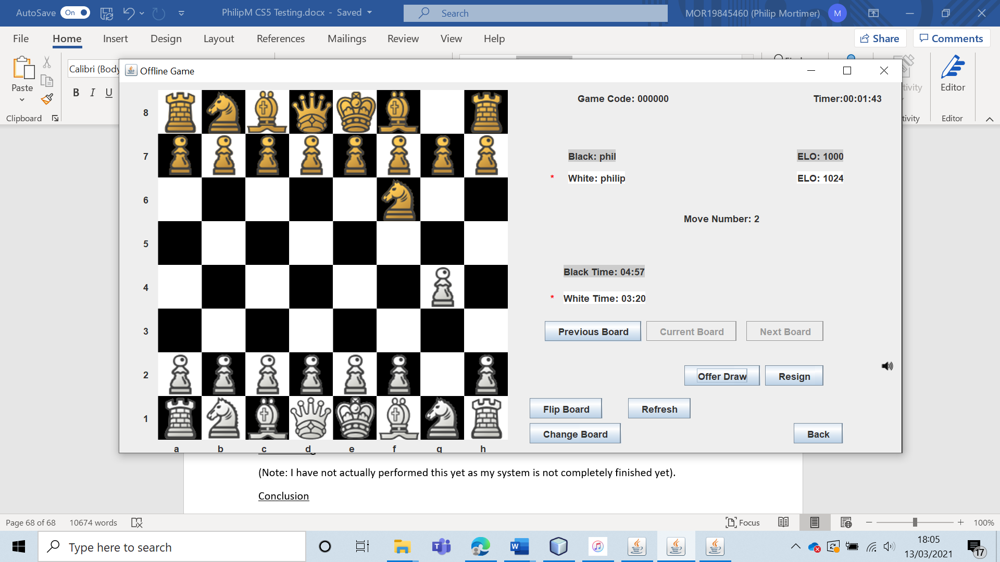 AutoSave On PhilipM CS5 Testing.docx - Saved Search MOR19845460 (Philip Mortimer) M
File Home Insert Design Layout References Mailings Review View Help Share Comments
Paste
Calibri (Body
B I U
Clipboard
Editor
tivity
tivity Editor
Offline Game
Game Code: 000000 Timer:00:01:43
8
7
6
5
4
3
2
1
a b c d e f g h
Black: phil ELO: 1000
* White: philip ELO: 1024
Move Number: 2
Black Time: 04:57
* White Time: 03:20
Previous Board Current Board Next Board
Offer Draw Resign
Flip Board Refresh
Change Board Back
(Note: I have not actually performed this yet as my system is not completely finished yet).
Conclusion
Page 68 of 68 10674 words Focus 100%
Type here to search
18:05
13/03/2021
17